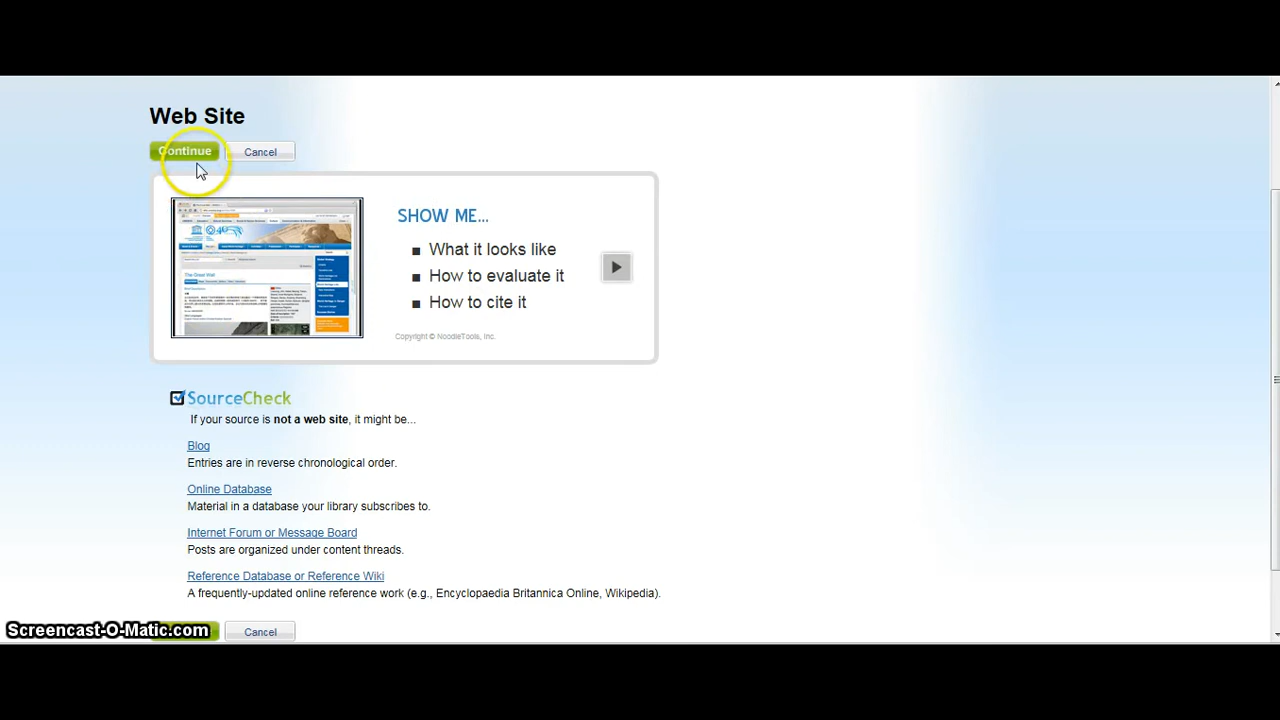 Web Site
Continue
Cancel
SHOW ME...
What it looks like
How to evaluate it
How to cite it
Copyright © NoodleTools, Inc.
The Great Wall
SourceCheck
If your source is not a web site, it might be...
Blog
Entries are in reverse chronological order.
Online Database
Material in a database your library subscribes to.
Internet Forum or Message Board
Posts are organized under content threads.
Reference Database or Reference Wiki
A frequently-updated online reference work (e.g., Encyclopaedia Britannica Online, Wikipedia).
Screencast-O-Matic.com
Cancel